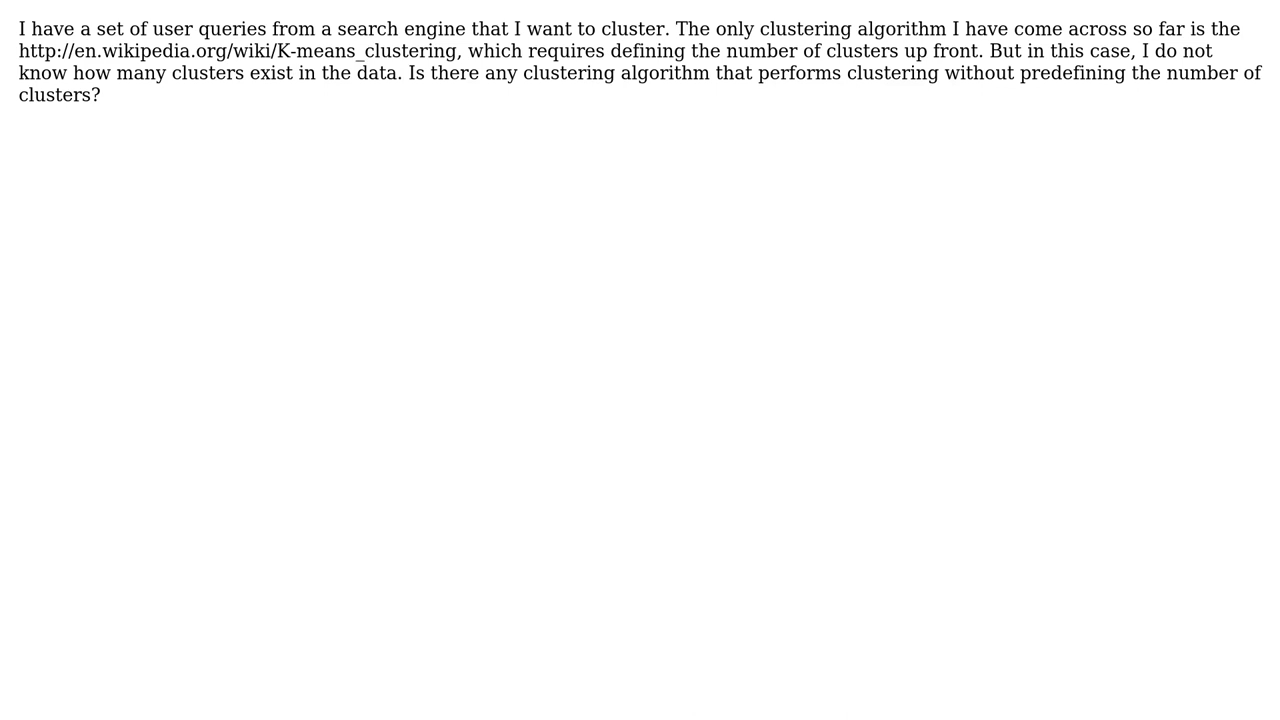 I have a set of user queries from a search engine that I want to cluster. The only clustering algorithm I have come across so far is the
http://en.wikipedia.org/wiki/K-means_clustering, which requires defining the number of clusters up front. But in this case, I do not
know how many clusters exist in the data. Is there any clustering algorithm that performs clustering without predefining the number of
clusters?